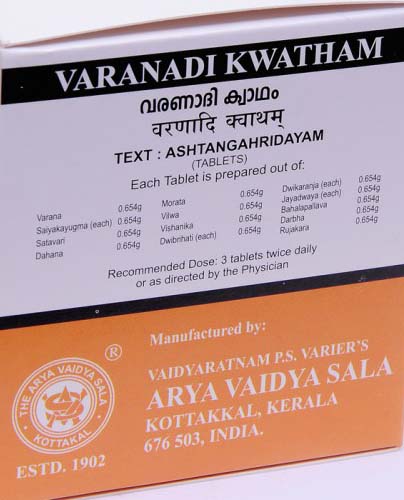 VARANADI KWATHAM
വരണാദി ക്വാഥം
वरणादि क्वाथम्
TEXT : ASHTANGAHRIDAYAM
(TABLETS)
Each Tablet is prepared out of:
Varana 0.654g
Saiyakayugma (each) 0.654g
Satavari 0.654g
Dahana 0.654g
Morata 0.654g
Vilwa 0.654g
Vishanika 0.654g
Dwibrihati (each) 0.654g
Dwikaranja (each) 0.654g
Jayadwaya (each) 0.654g
Bahalapallava 0.654g
Darbha 0.654g
Rujakara 0.654g
Recommended Dose: 3 tablets twice daily
or as directed by the Physician
Manufactured by:
VAIDYARATNAM P.S. VARIER'S
ARYA VAIDYA SALA
KOTTAKKAL, KERALA
676 503, INDIA.
®
THE ARYA VAIDYA SALA
KOTTAKKAL
ESTD. 1902